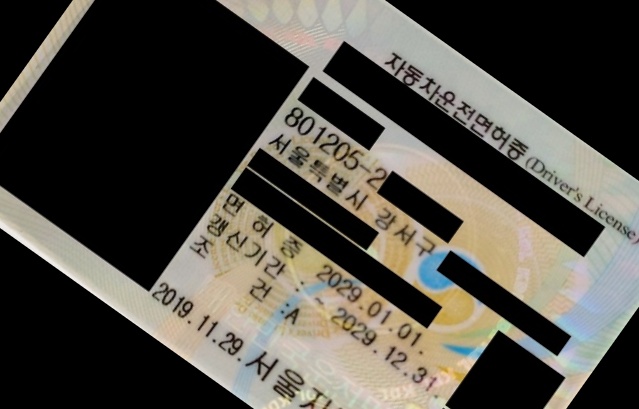 자동차운전면허증 (Driver's License)
801205-2
서울특별시 강서구
면허증 2029.01.01.
갱신기간 : ~ 2029.12.31.
조 건 :A
2019.11.29. 서울